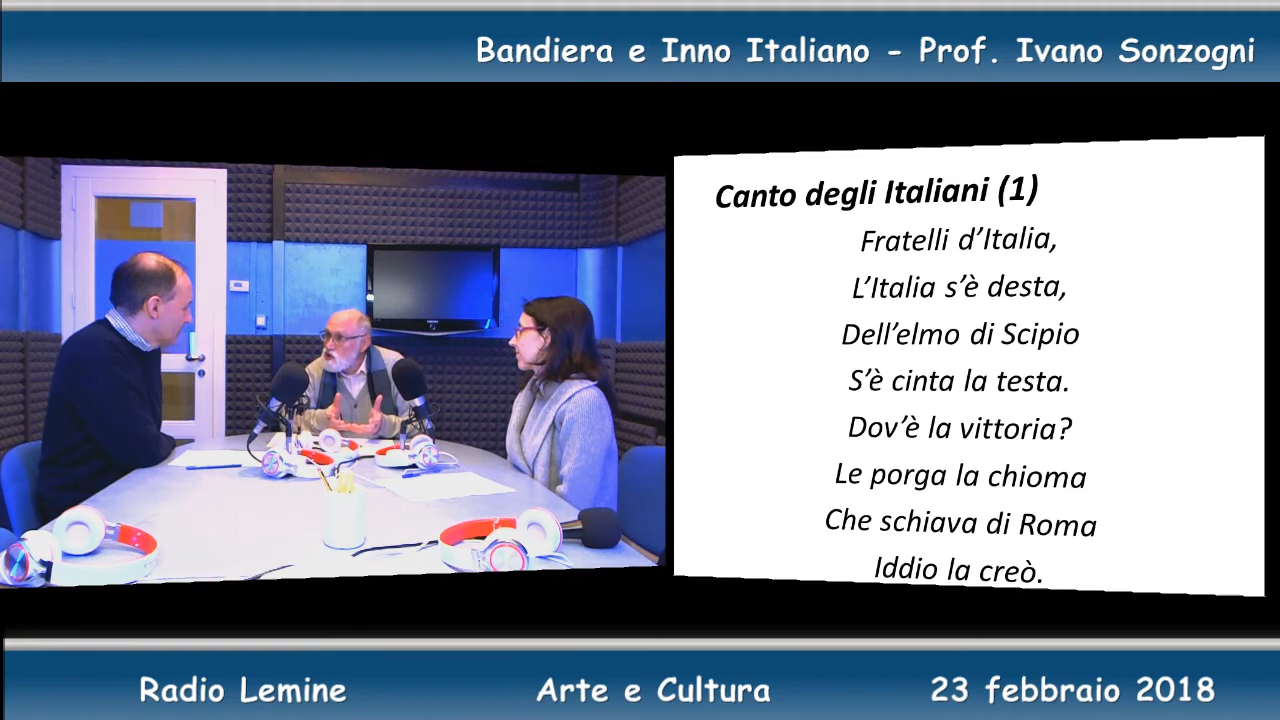 Bandiera e Inno Italiano - Prof. Ivano Sonzogni
Canto degli Italiani (1)
Fratelli d'Italia,
L'Italia s'è desta,
Dell'elmo di Scipio
S'è cinta la testa.
Dov'è la vittoria?
Le porga la chioma
Che schiava di Roma
Iddio la creò.
Radio Lemine
Arte e Cultura
23 febbraio 2018